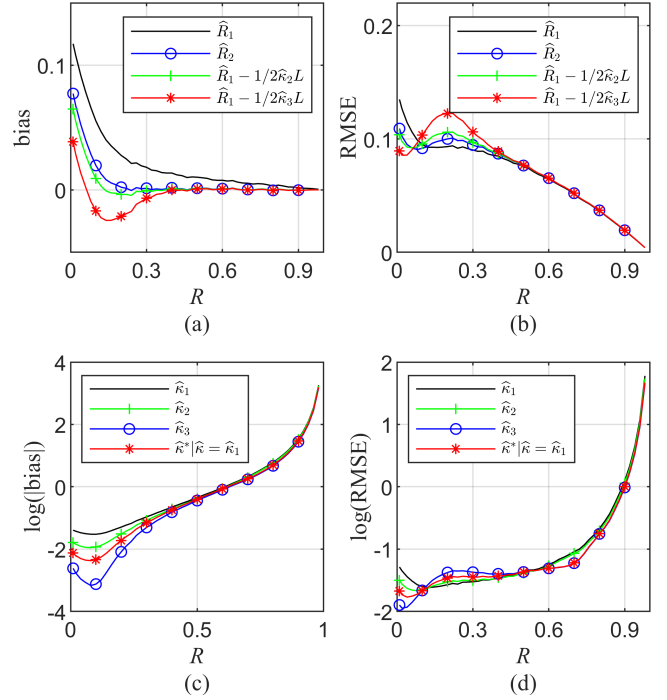 bias
0.1
0
0
0.3
0.6
0.9
R
(a)
R̂₁
R̂₂
R̂₁ − 1/2κ̂₂L
R̂₁ − 1/2κ̂₃L
RMSE
0.2
0.1
0
0
0.3
0.6
0.9
R
(b)
R̂₁
R̂₂
R̂₁ − 1/2κ̂₂L
R̂₁ − 1/2κ̂₃L
log(|bias|)
4
2
0
-2
-4
0
0.5
1
R
(c)
κ̂₁
κ̂₂
κ̂₃
κ̂*|κ̂ = κ̂₁
log(RMSE)
2
1
0
-1
-2
0
0.3
0.6
0.9
R
(d)
κ̂₁
κ̂₂
κ̂₃
κ̂*|κ̂ = κ̂₁